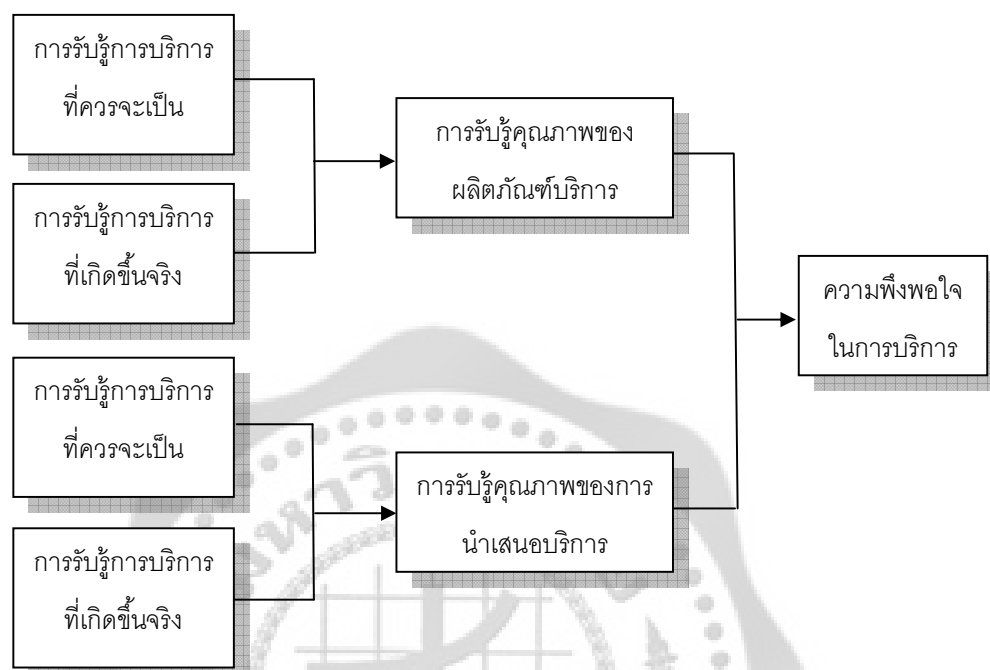 การรับรู้การบริการ
ที่ควรจะเป็น
การรับรู้การบริการ
ที่เกิดขึ้นจริง
การรับรู้คุณภาพของ
ผลิตภัณฑ์บริการ
การรับรู้การบริการ
ที่ควรจะเป็น
การรับรู้การบริการ
ที่เกิดขึ้นจริง
การรับรู้คุณภาพของการ
นำเสนอบริการ
ความพึงพอใจ
ในการบริการ